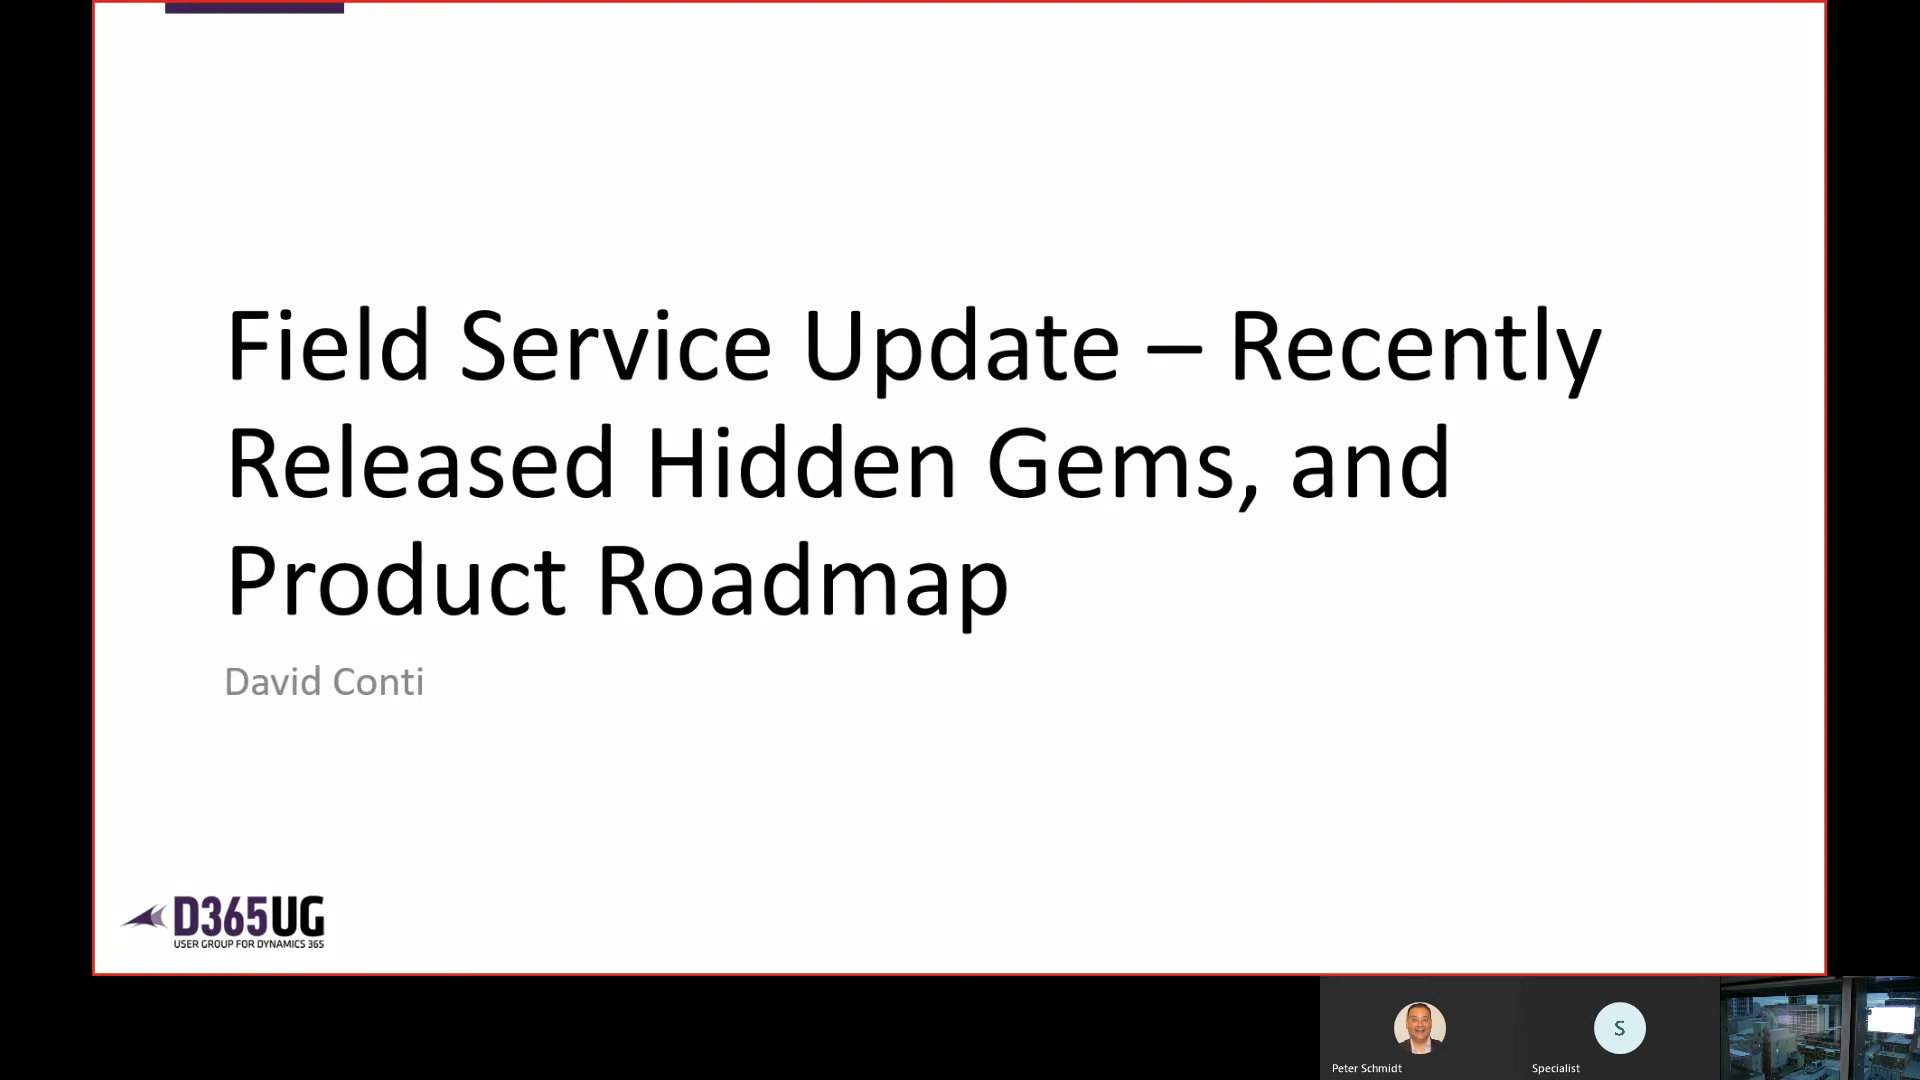 Field Service Update – Recently
Released Hidden Gems, and
Product Roadmap
David Conti
D365UG
USER GROUP FOR DYNAMICS 365
S
Peter Schmidt
Specialist